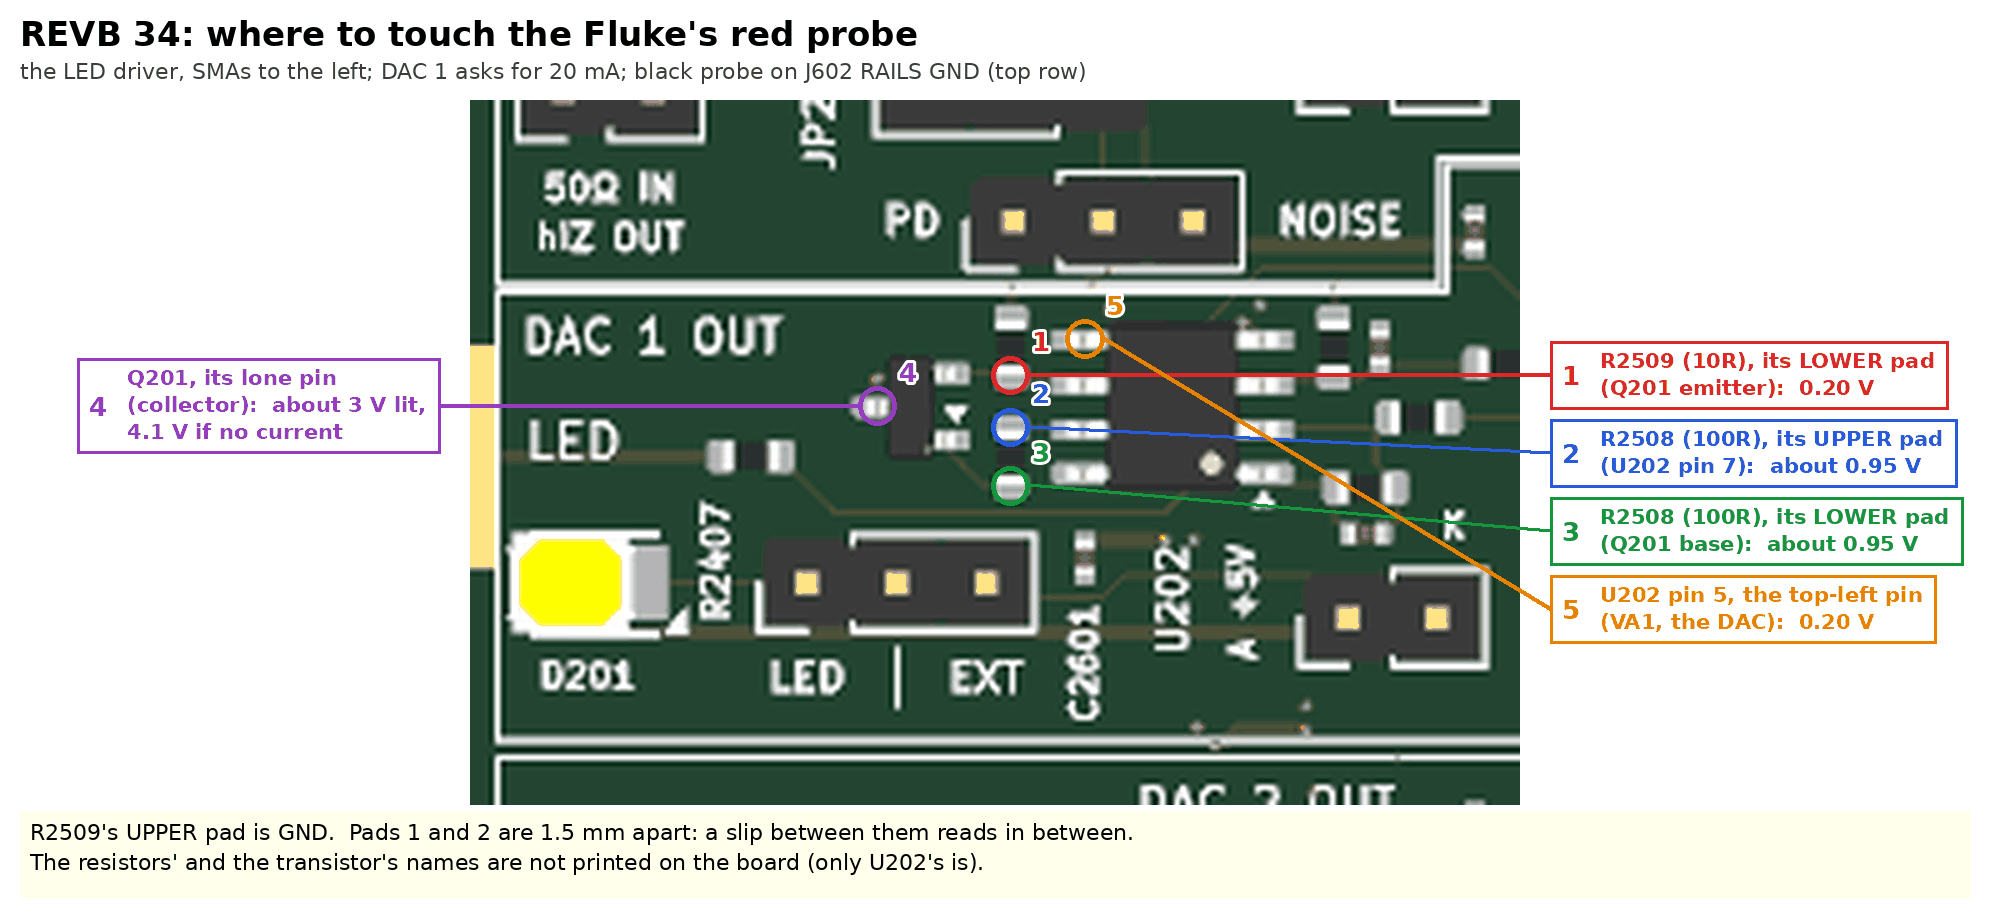 REVB 34: where to touch the Fluke's red probe
the LED driver, SMAs to the left; DAC 1 asks for 20 mA; black probe on J602 RAILS GND (top row)
50Ω IN
hIZ OUT
PD
NOISE
DAC 1 OUT
LED
5
1
4
2
3
4
Q201, its lone pin
(collector):  about 3 V lit,
4.1 V if no current
1
R2509 (10R), its LOWER pad
(Q201 emitter):  0.20 V
2
R2508 (100R), its UPPER pad
(U202 pin 7):  about 0.95 V
3
R2508 (100R), its LOWER pad
(Q201 base):  about 0.95 V
5
U202 pin 5, the top-left pin
(VA1, the DAC):  0.20 V
R2407
U202
A +5V
K
C2601
D201
LED | EXT
R2509's UPPER pad is GND.  Pads 1 and 2 are 1.5 mm apart: a slip between them reads in between.
The resistors' and the transistor's names are not printed on the board (only U202's is).